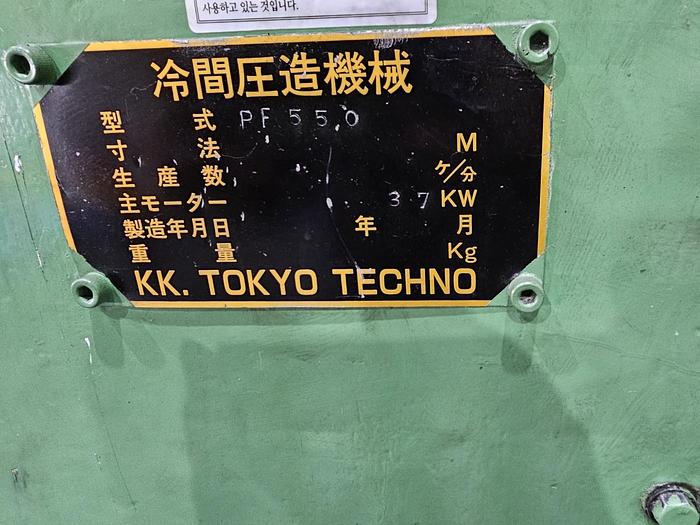 사용하고 있는 것입니다.
冷間圧造機械
型 式 PF 550
寸 法 M
生 産 数 ケ/分
主モーター 37 KW
製造年月日 年 月
重 量 Kg
KK. TOKYO TECHNO